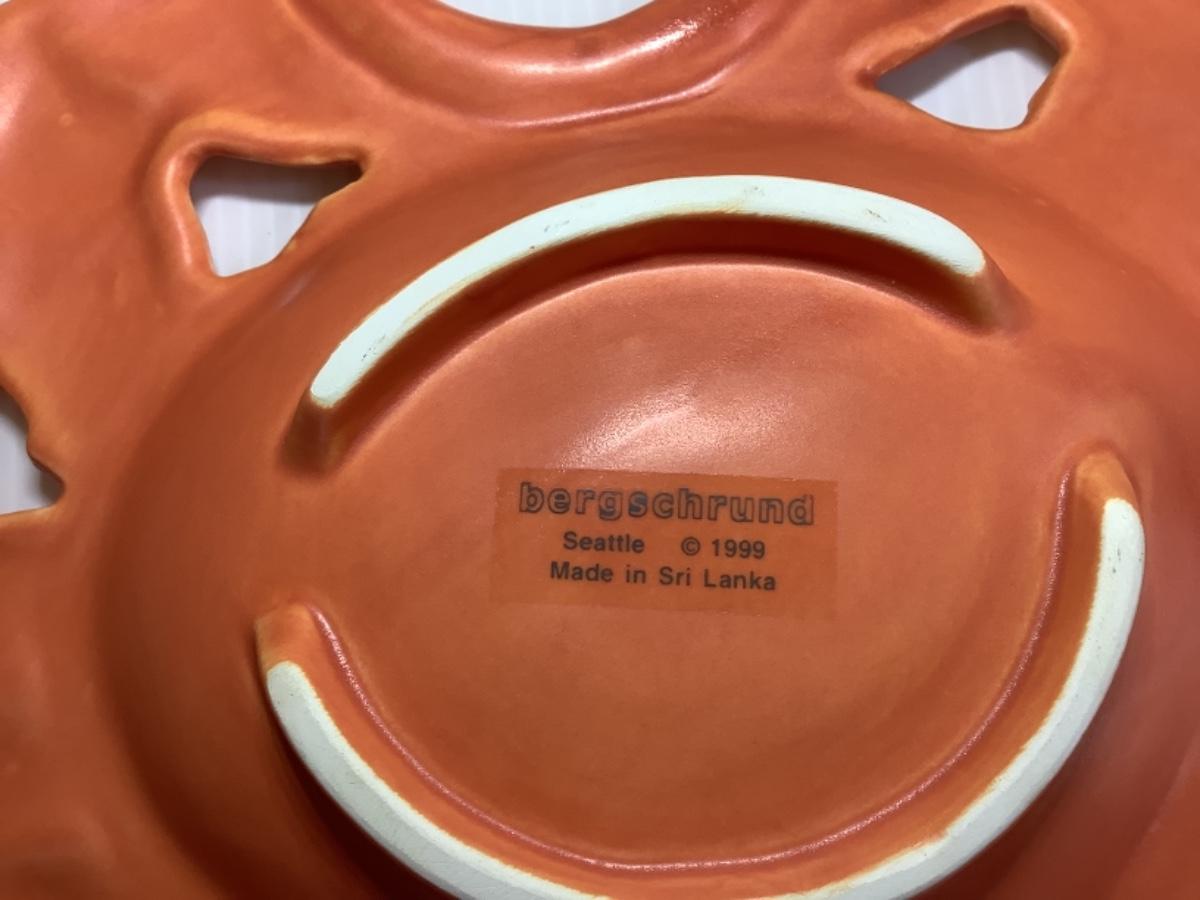 bergschrund
Seattle © 1999
Made in Sri Lanka